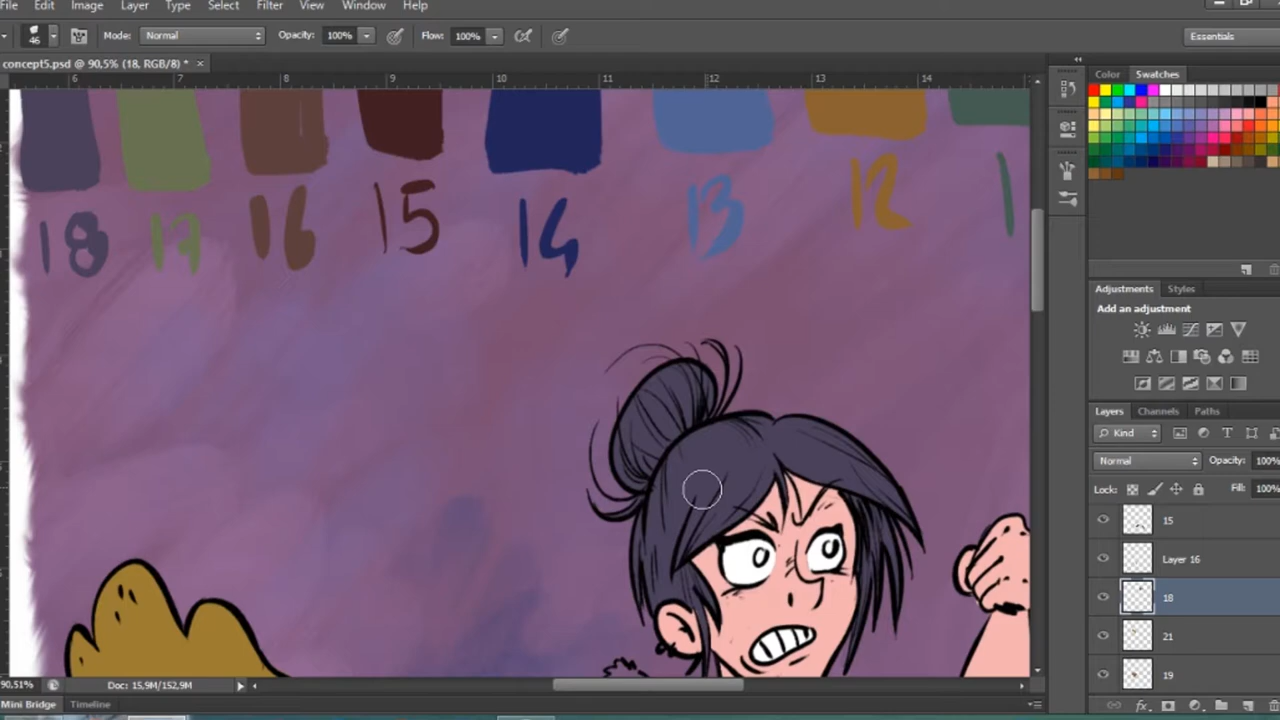 File Edit Image Layer Type Select Filter View Window Help
46 Mode: Normal Opacity: 100% Flow: 100% Essentials
concept5.psd @ 90,5% (18, RGB/8) * ×
6 7 8 9 10 11 12 13 14
Color Swatches
18 17 16 15 14 13 12 1
Adjustments Styles
Add an adjustment
Layers Channels Paths
Kind
Normal Opacity: 100%
Lock: Fill: 100%
15
Layer 16
18
21
19
90,51% Doc: 15,9M/152,9M
Mini Bridge Timeline